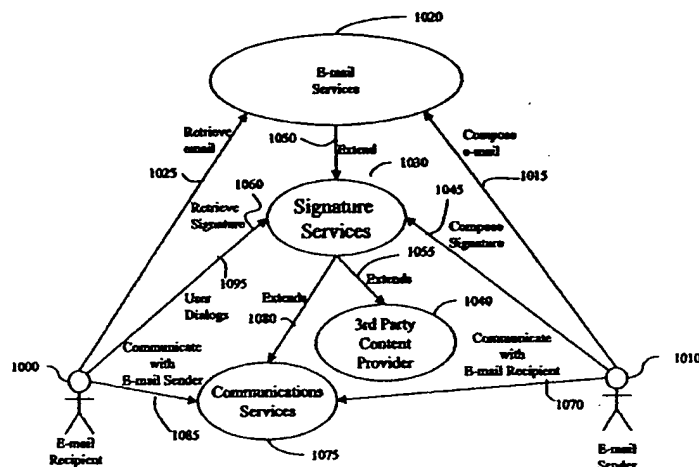 1020
E-mail
Services
Retrieve
email
1050
Extend
Compose
e-mail
1030
1025
1060
1045
1015
Retrieve
Signature
Signature
Services
Compose
Signature
1055
1095
Extends
Extends
User
Dialogs
1080
1040
3rd Party
Content
Provider
Communicate
with
E-mail Sender
Communicate
with
E-mail Recipient
1000
1010
Communications
Services
1070
E-mail
Recipient
1085
1075
E-mail
Sender